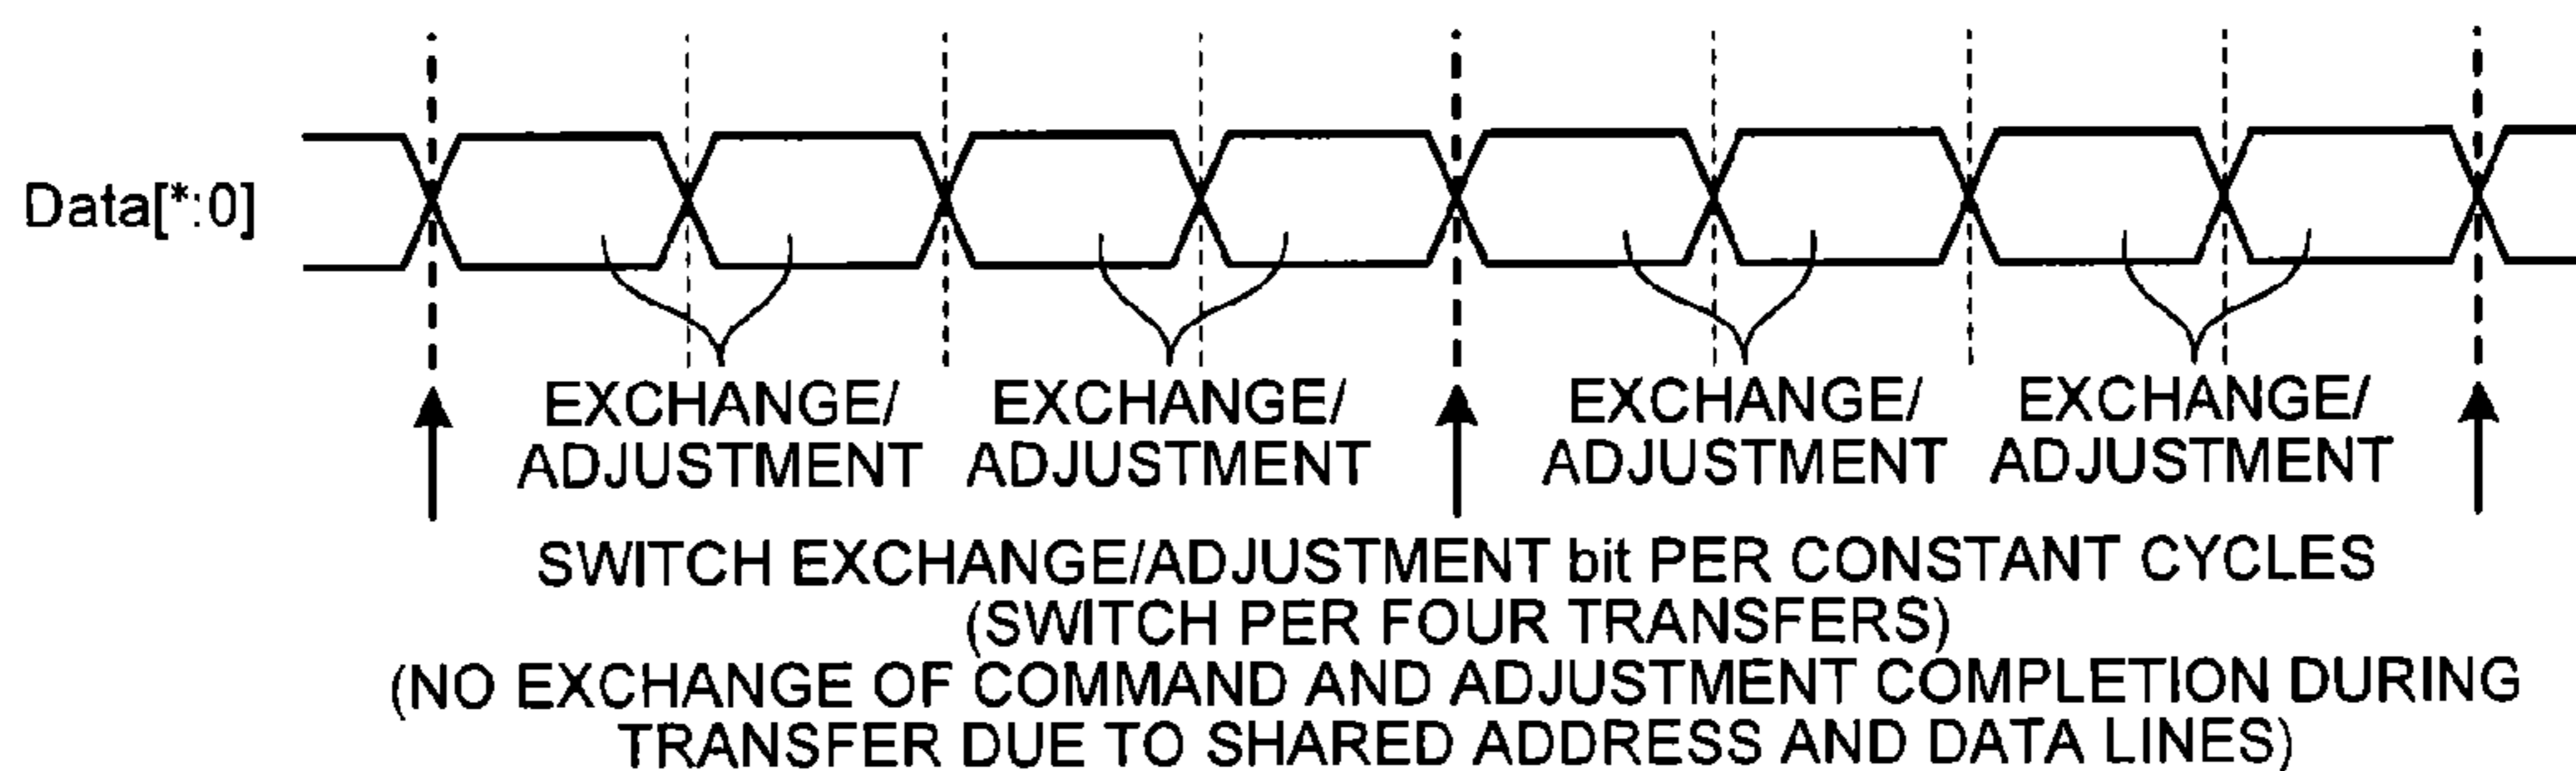 Data[*:0]
EXCHANGE/
ADJUSTMENT
EXCHANGE/
ADJUSTMENT
EXCHANGE/
ADJUSTMENT
EXCHANGE/
ADJUSTMENT
SWITCH EXCHANGE/ADJUSTMENT bit PER CONSTANT CYCLES
(SWITCH PER FOUR TRANSFERS)
(NO EXCHANGE OF COMMAND AND ADJUSTMENT COMPLETION DURING
TRANSFER DUE TO SHARED ADDRESS AND DATA LINES)